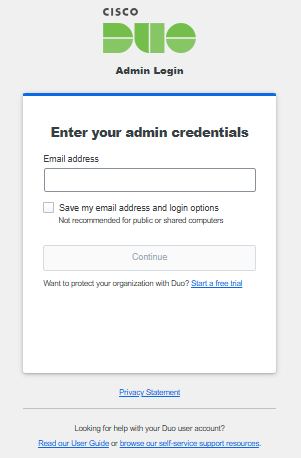 CISCO
DUO
Admin Login
Enter your admin credentials
Email address
Save my email address and login options
Not recommended for public or shared computers
Continue
Want to protect your organization with Duo? Start a free trial
Privacy Statement
Looking for help with your Duo user account?
Read our User Guide or browse our self-service support resources.